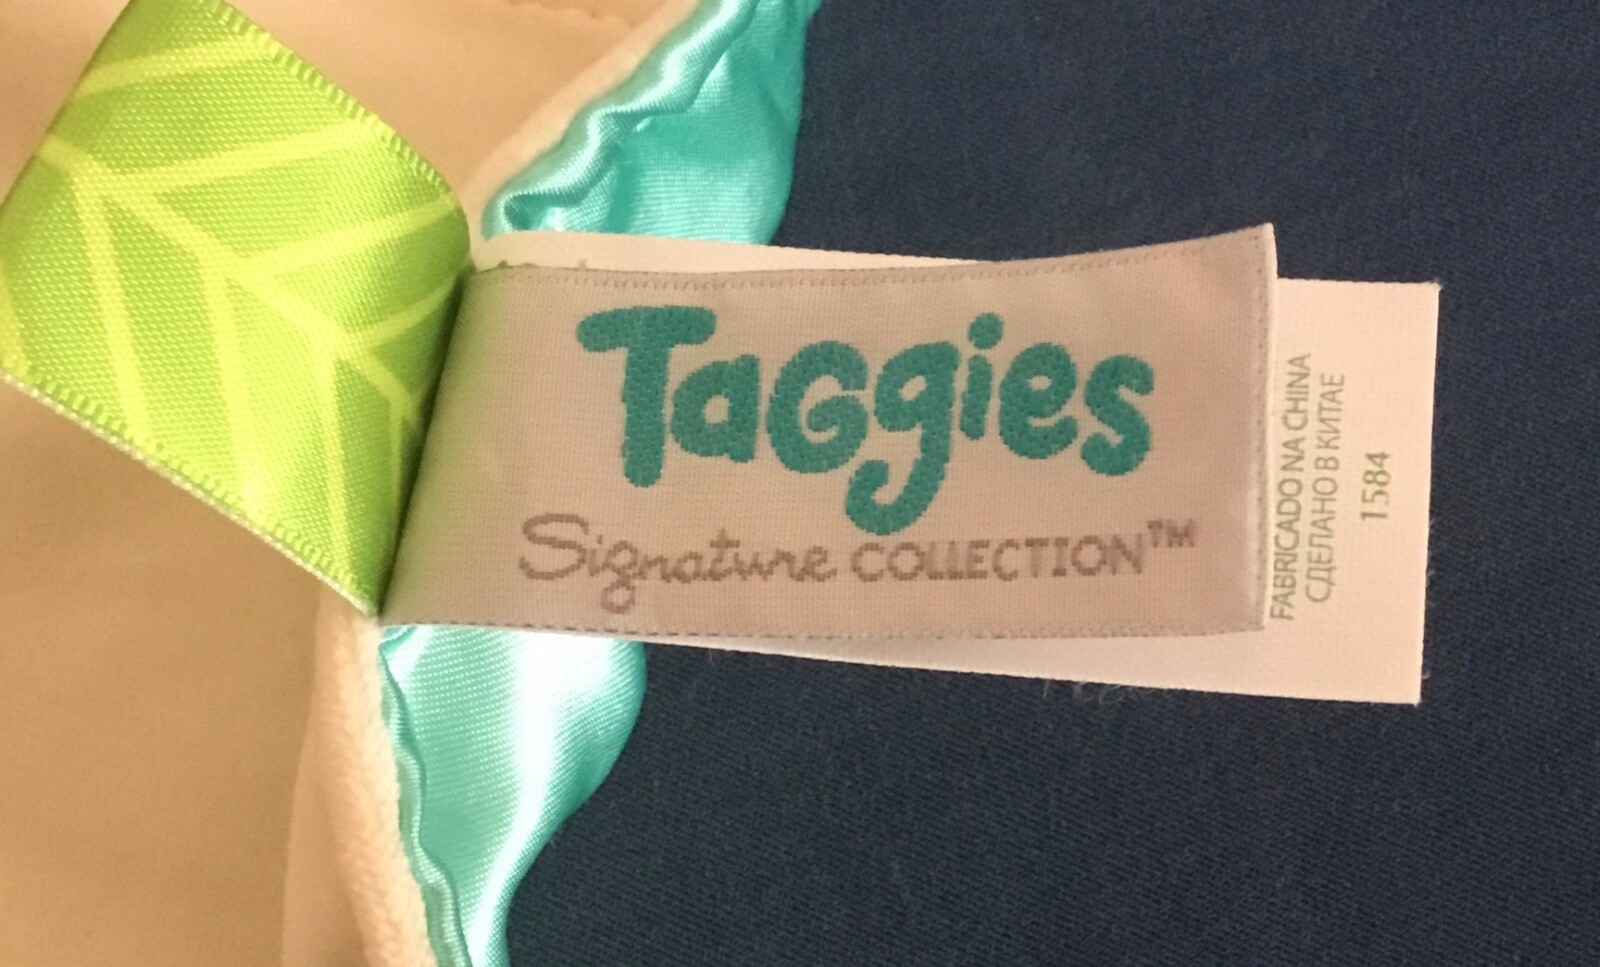 Taggies
Signature COLLECTION™
FABRICADO NA CHINA
СДЕЛАНО В КИТАЕ
1584